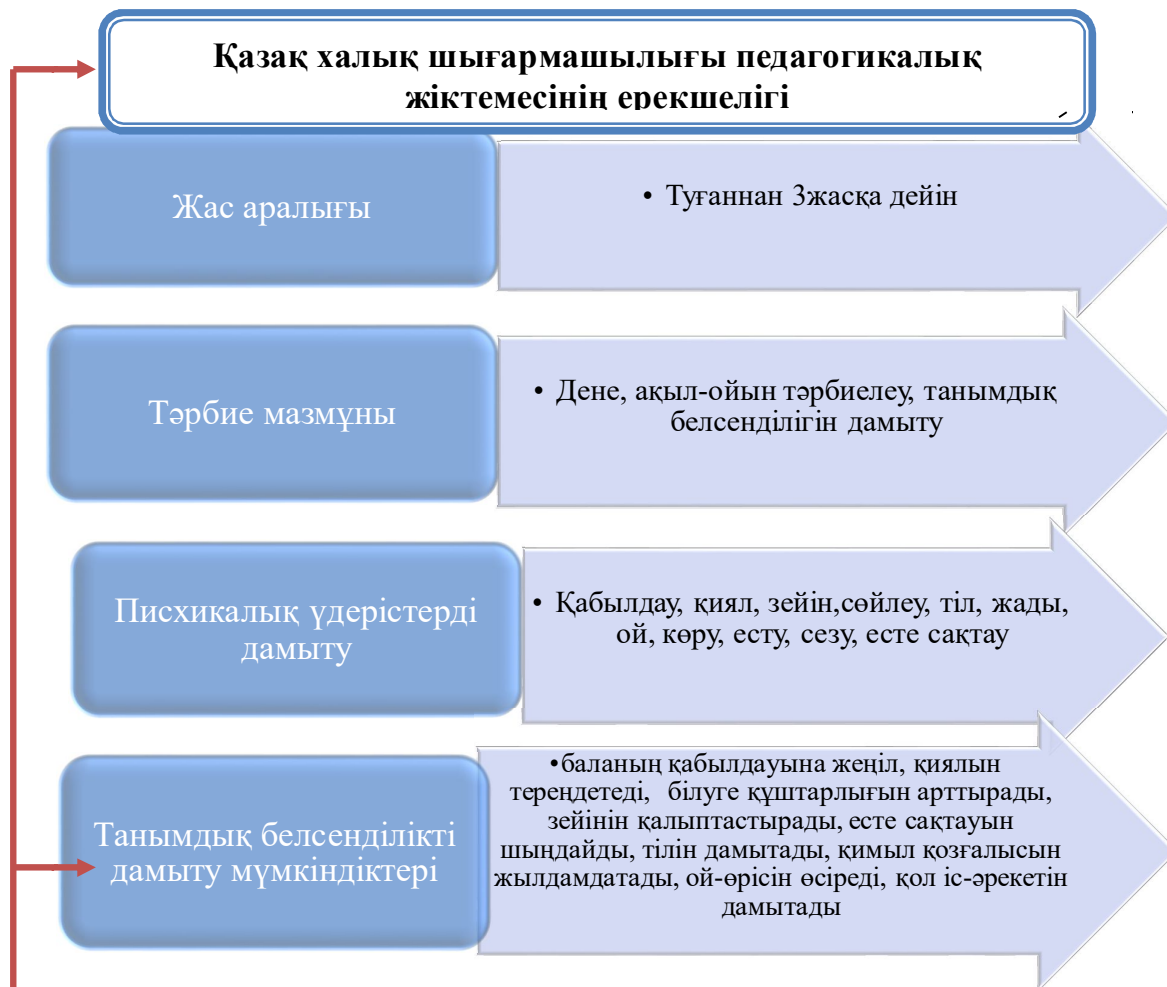 Қазақ халық шығармашылығы педагогикалық
жіктемесінің ерекшелігі
Жас аралығы
• Туғаннан 3жасқа дейін
Тәрбие мазмұны
• Дене, ақыл-ойын тәрбиелеу, танымдық
белсенділігін дамыту
Писхикалық үдерістерді
дамыту
• Қабылдау, қиял, зейін,сөйлеу, тіл, жады,
ой, көру, есту, сезу, есте сақтау
Танымдық белсенділікті
дамыту мүмкіндіктері
•баланың қабылдауына жеңіл, қиялын
тереңдетеді, білуге құштарлығын арттырады,
зейінін қалыптастырады, есте сақтауын
шыңдайды, тілін дамытады, қимыл қозғалысын
жылдамдатады, ой-өрісін өсіреді, қол іс-әрекетін
дамытады